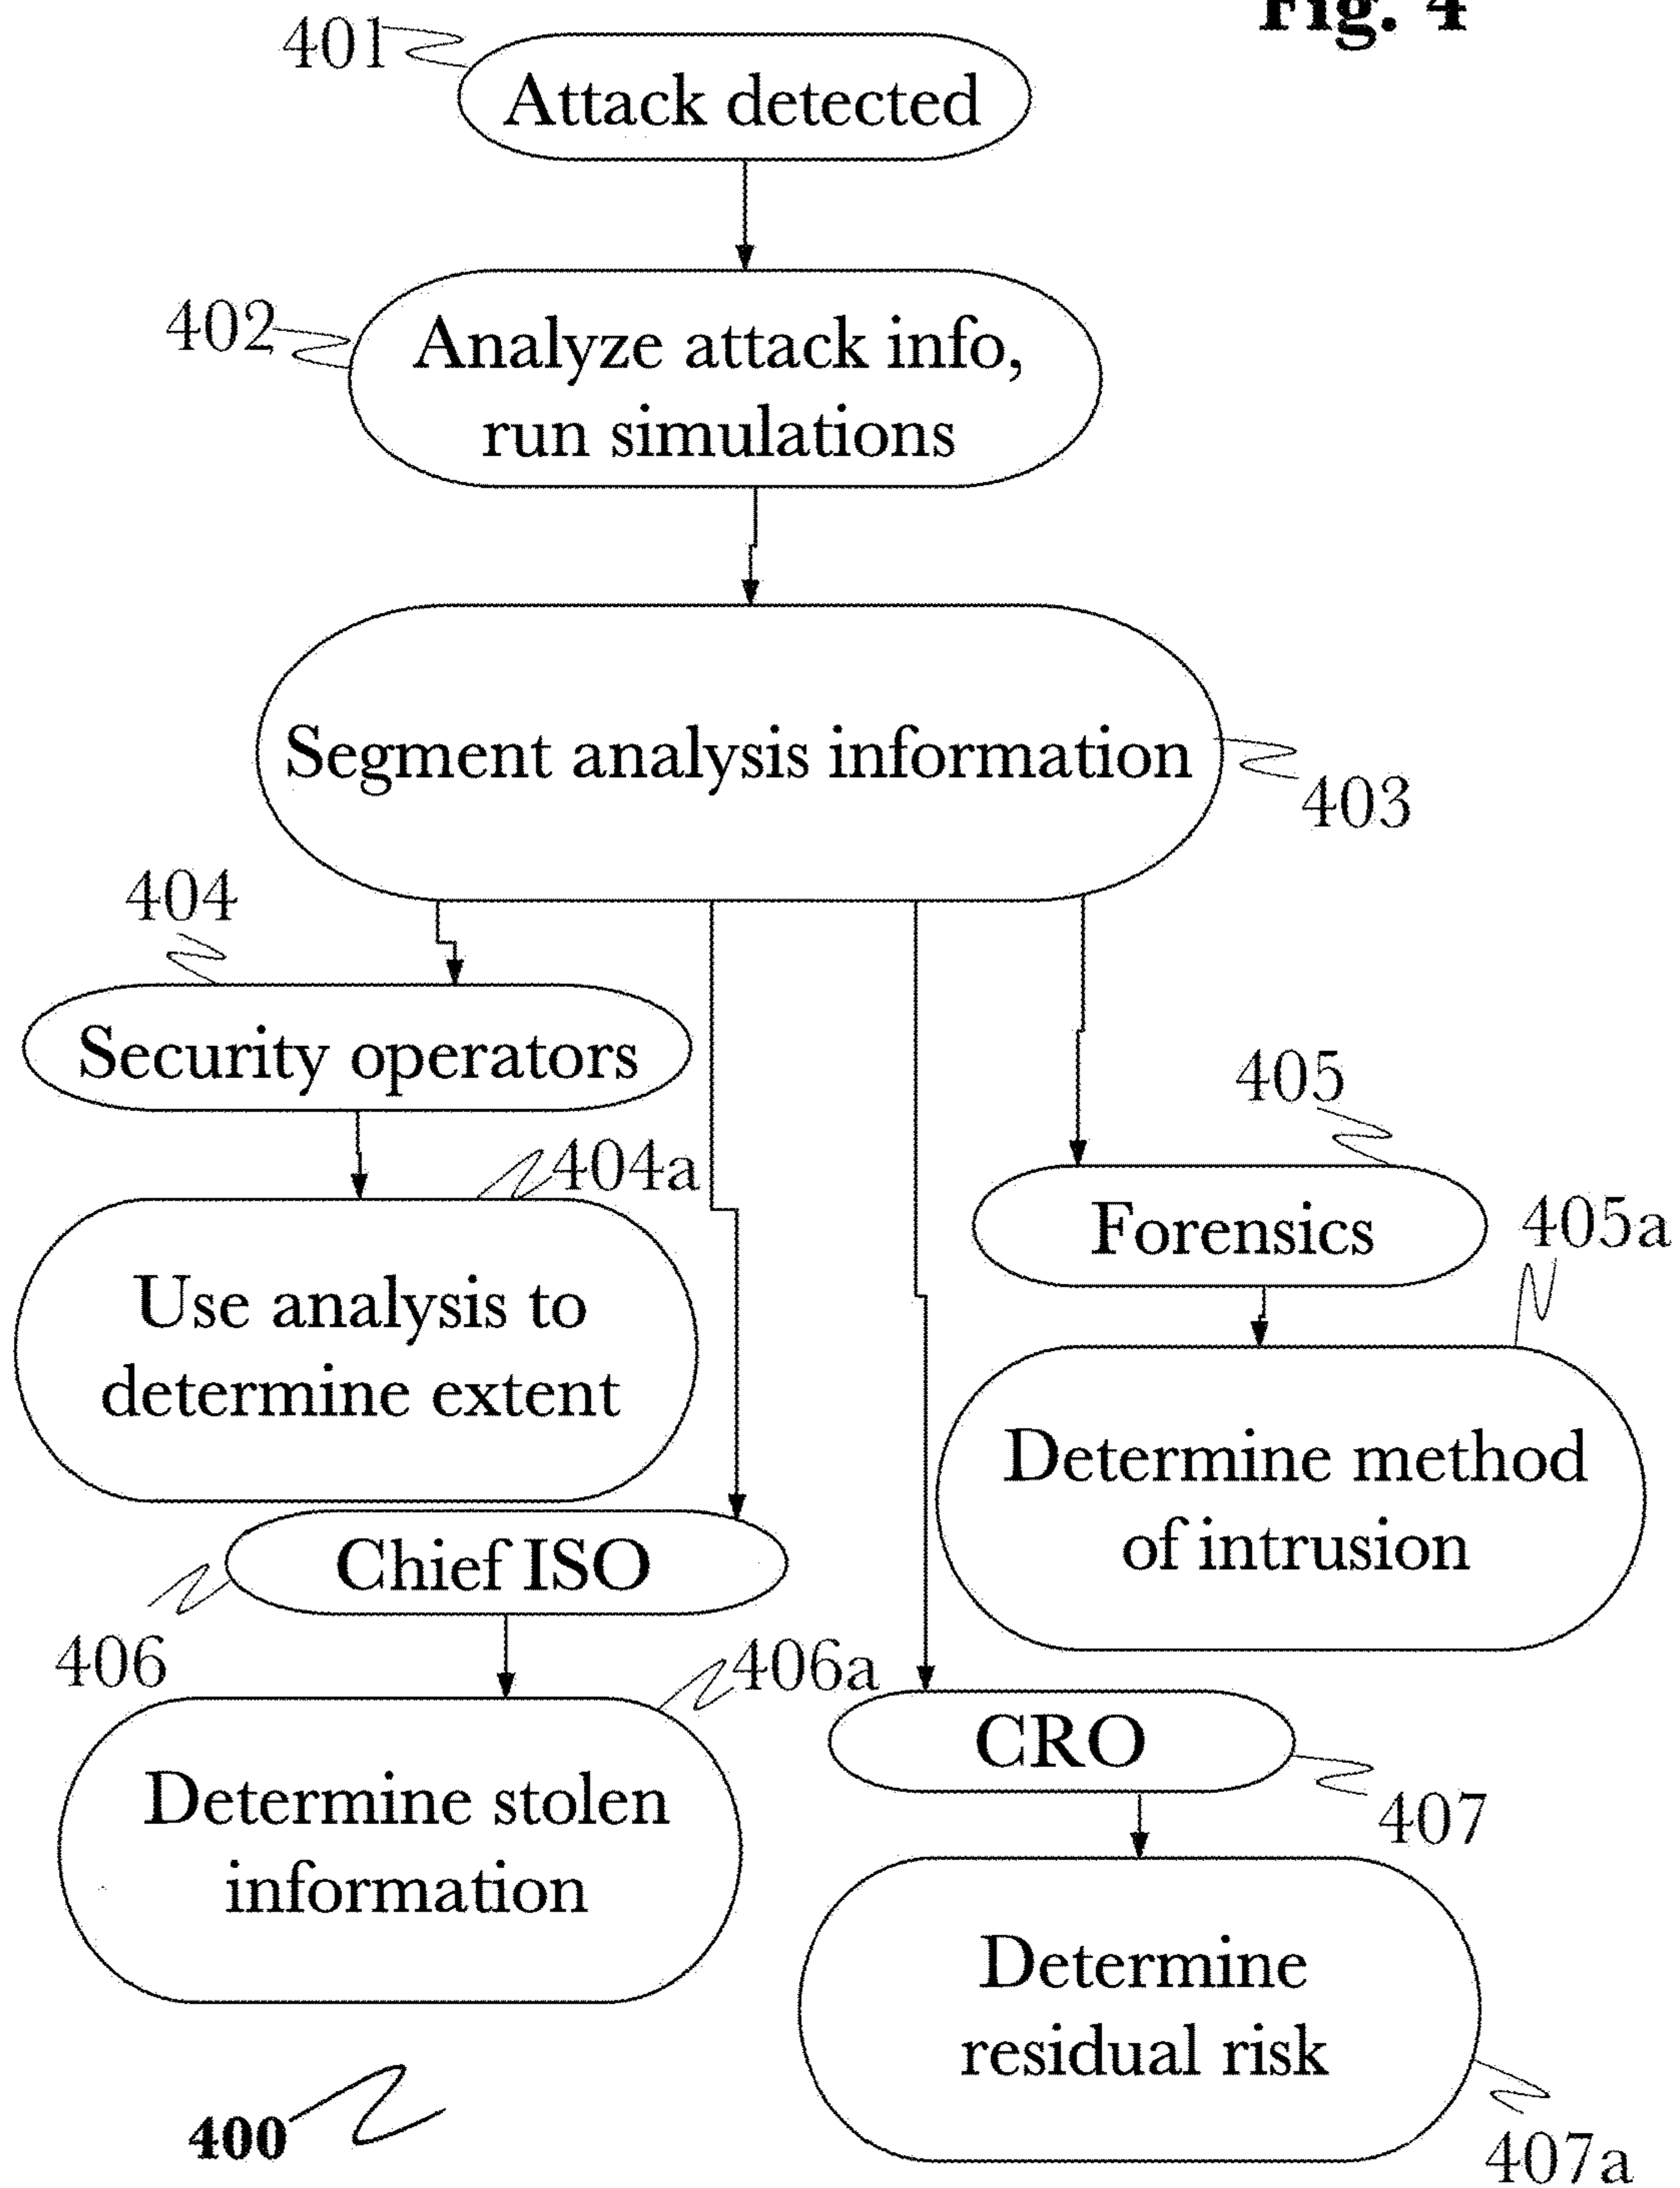 Fig. 4
401
Attack detected
402
Analyze attack info,
run simulations
Segment analysis information
403
404
Security operators
404a
405
Forensics
405a
Use analysis to
determine extent
Determine method
of intrusion
Chief ISO
406
406a
CRO
407
Determine stolen
information
Determine
residual risk
400
407a